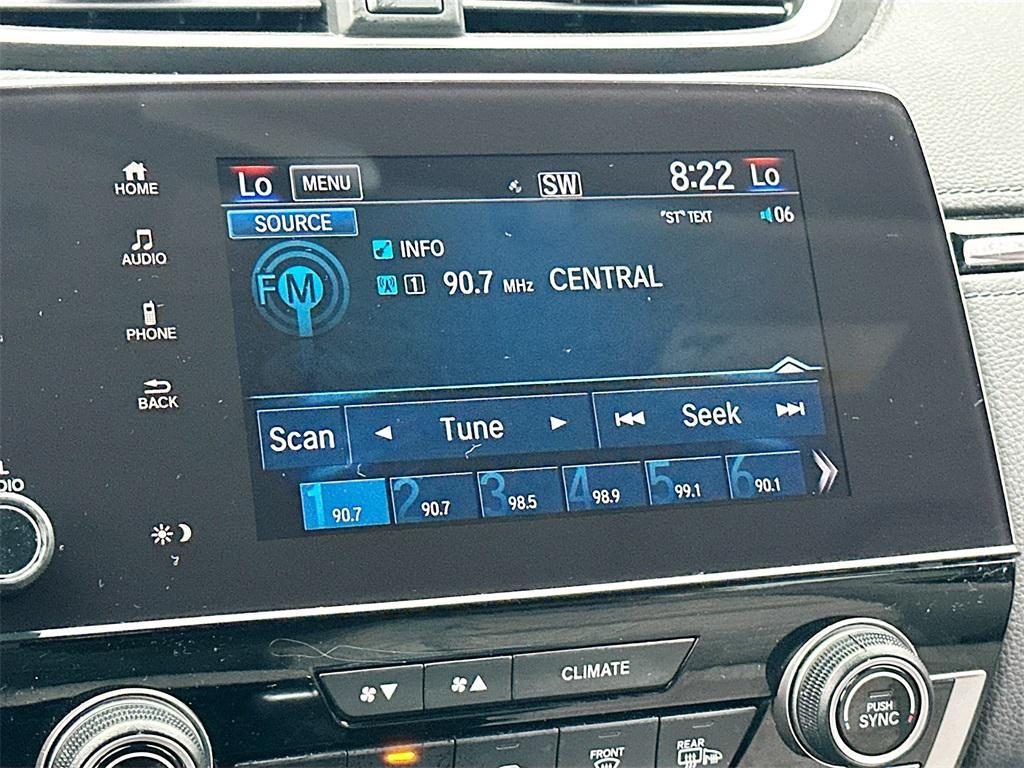 Lo MENU SW 8:22 Lo
SOURCE "ST" TEXT 06
INFO
FM 1 90.7 MHz CENTRAL
Scan Tune Seek
1 90.7 2 90.7 3 98.5 4 98.9 5 99.1 6 90.1
HOME
AUDIO
PHONE
BACK
CLIMATE
PUSH
SYNC
FRONT
REAR